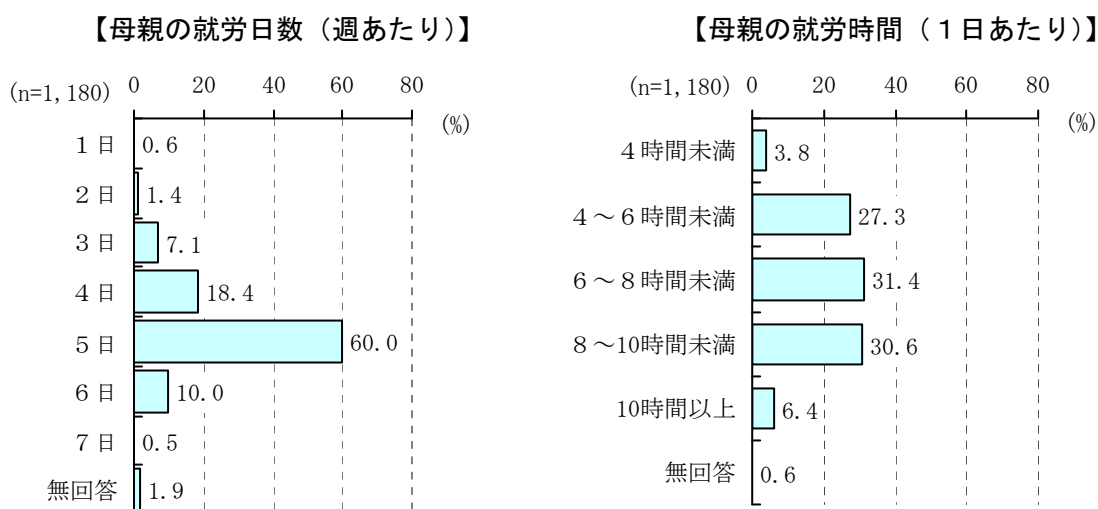 【母親の就労日数（週あたり）】
(n=1,180)
0 20 40 60 80
(%)
１日 0.6
２日 1.4
３日 7.1
４日 18.4
５日 60.0
６日 10.0
７日 0.5
無回答 1.9
【母親の就労時間（１日あたり）】
(n=1,180)
0 20 40 60 80
(%)
４時間未満 3.8
４～６時間未満 27.3
６～８時間未満 31.4
８～10時間未満 30.6
10時間以上 6.4
無回答 0.6